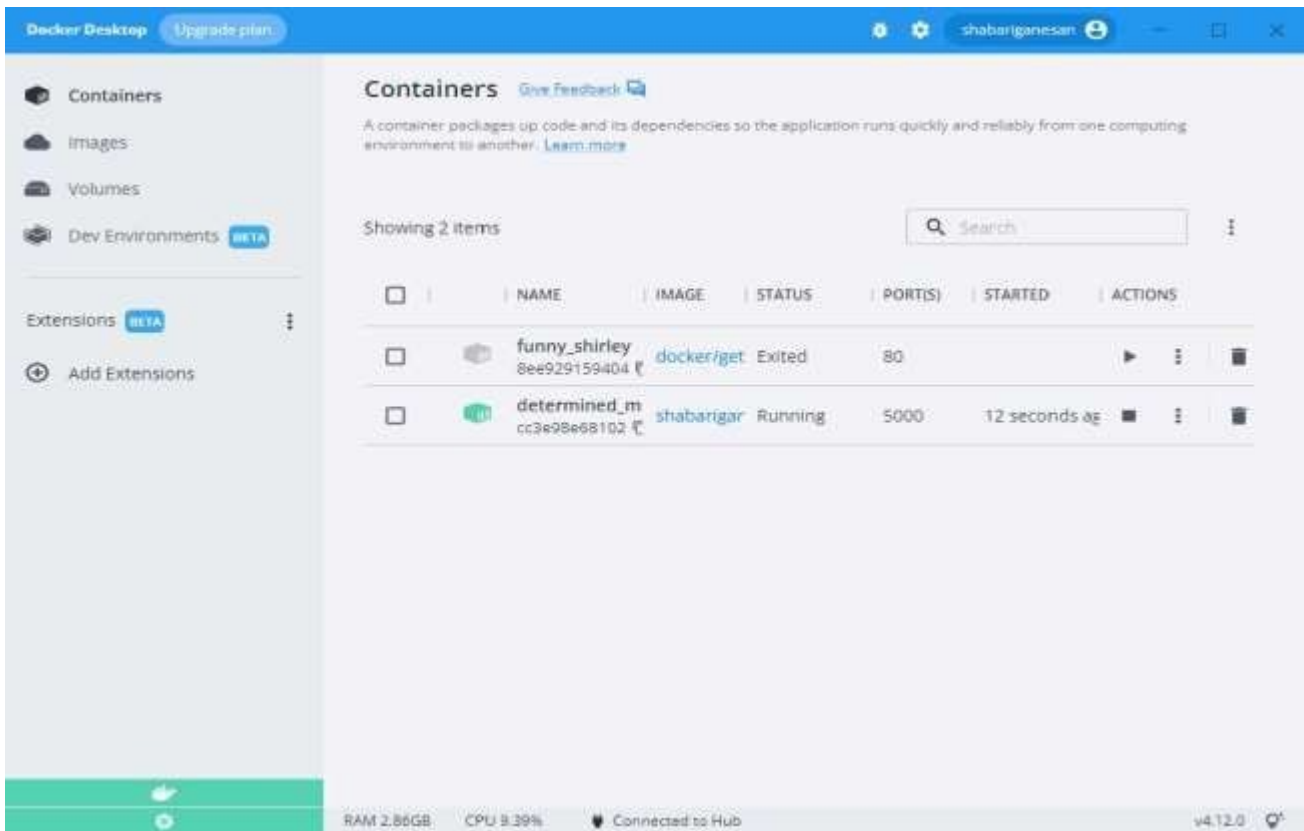 Docker Desktop Upgrade plan shabariganesan
Containers
Images
Volumes
Dev Environments BETA
Extensions BETA
Add Extensions
Containers Give Feedback
A container packages up code and its dependencies so the application runs quickly and reliably from one computing
environment to another. Learn more
Showing 2 items Search
NAME IMAGE STATUS PORT(S) STARTED ACTIONS
funny_shirley docker/get Exited 80
8ee929159404
determined_m shabarigar Running 5000 12 seconds ag
cc3e98e68102
RAM 2.86GB CPU 9.39% Connected to Hub v4.12.0